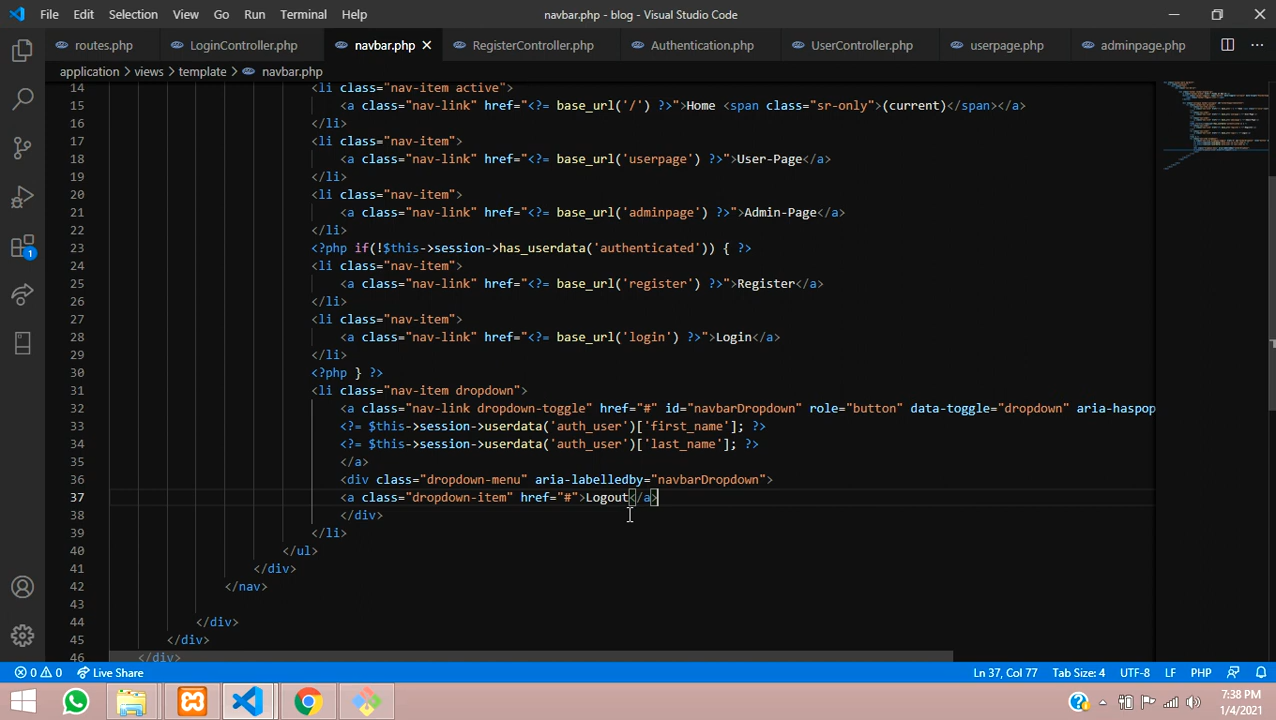 File Edit Selection View Go Run Terminal Help navbar.php - blog - Visual Studio Code
routes.php LoginController.php navbar.php RegisterController.php Authentication.php UserController.php userpage.php adminpage.php
application > views > template > navbar.php
14 <li class="nav-item active">
15 <a class="nav-link" href="<?= base_url('/') ?>">Home <span class="sr-only">(current)</span></a>
16 </li>
17 <li class="nav-item">
18 <a class="nav-link" href="<?= base_url('userpage') ?>">User-Page</a>
19 </li>
20 <li class="nav-item">
21 <a class="nav-link" href="<?= base_url('adminpage') ?>">Admin-Page</a>
22 </li>
23 <?php if(!$this->session->has_userdata('authenticated')) { ?>
24 <li class="nav-item">
25 <a class="nav-link" href="<?= base_url('register') ?>">Register</a>
26 </li>
27 <li class="nav-item">
28 <a class="nav-link" href="<?= base_url('login') ?>">Login</a>
29 </li>
30 <?php } ?>
31 <li class="nav-item dropdown">
32 <a class="nav-link dropdown-toggle" href="#" id="navbarDropdown" role="button" data-toggle="dropdown" aria-haspop
33 <?= $this->session->userdata('auth_user')['first_name']; ?>
34 <?= $this->session->userdata('auth_user')['last_name']; ?>
35 </a>
36 <div class="dropdown-menu" aria-labelledby="navbarDropdown">
37 <a class="dropdown-item" href="#">Logout</a>
38 </div>
39 </li>
40 </ul>
41 </div>
42 </nav>
43
44 </div>
45 </div>
46 </div>
1
0 0 Live Share Ln 37, Col 77 Tab Size: 4 UTF-8 LF PHP
7:38 PM
1/4/2021